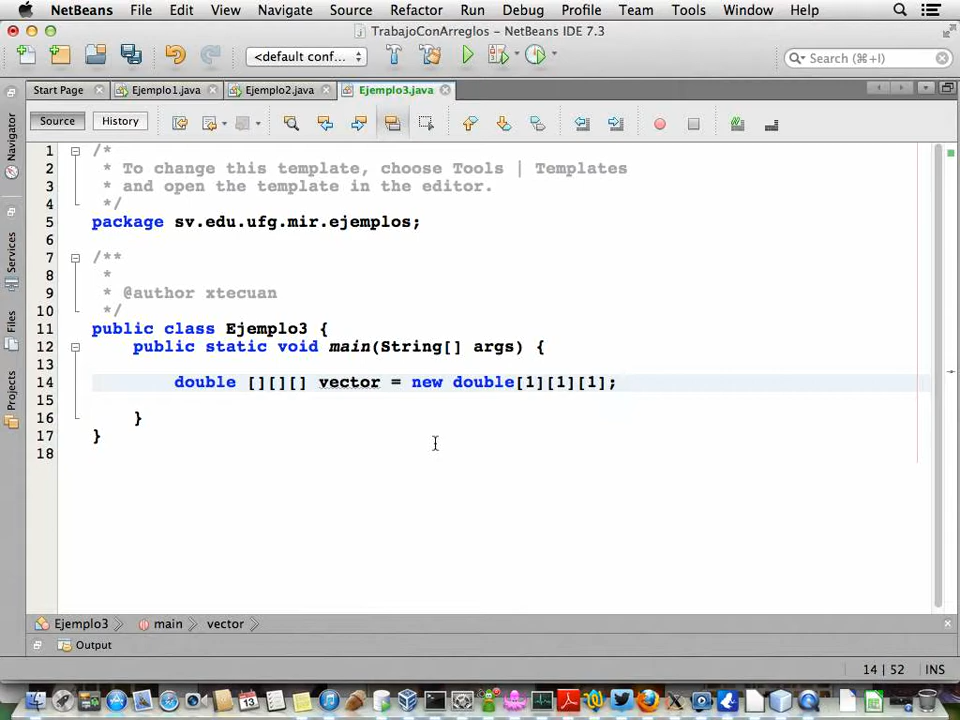 NetBeans File Edit View Navigate Source Refactor Run Debug Profile Team Tools Window Help
TrabajoConArreglos – NetBeans IDE 7.3
<default conf... Search (⌘+I)
Start Page Ejemplo1.java Ejemplo2.java Ejemplo3.java
Source History
Navigator
Services
Files
Projects
1 /*
2 * To change this template, choose Tools | Templates
3 * and open the template in the editor.
4 */
5 package sv.edu.ufg.mir.ejemplos;
6
7 /**
8 *
9 * @author xtecuan
10 */
11 public class Ejemplo3 {
12 public static void main(String[] args) {
13
14 double [][][] vector = new double[1][1][1];
15
16 }
17 }
18
Ejemplo3 main vector
Output
14 | 52 INS